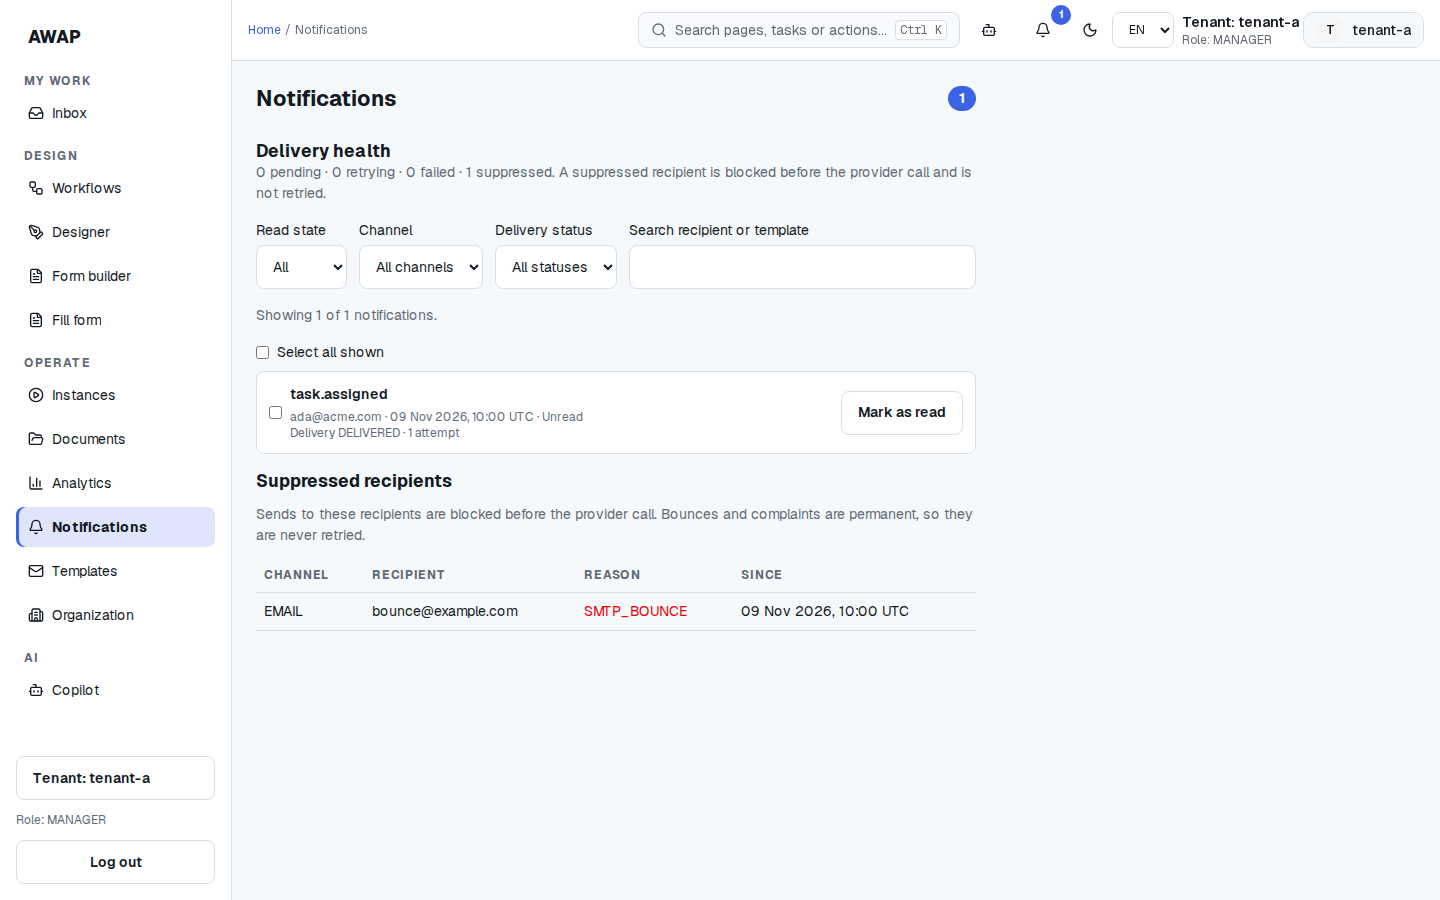 AWAP
MY WORK
Inbox
DESIGN
Workflows
Designer
Form builder
Fill form
OPERATE
Instances
Documents
Analytics
Notifications
Templates
Organization
AI
Copilot
Tenant: tenant-a
Role: MANAGER
Log out
Home / Notifications
Search pages, tasks or actions... Ctrl K
1
EN
Tenant: tenant-a
Role: MANAGER
T tenant-a
Notifications 1
Delivery health
0 pending · 0 retrying · 0 failed · 1 suppressed. A suppressed recipient is blocked before the provider call and is
not retried.
Read state Channel Delivery status Search recipient or template
All All channels All statuses
Showing 1 of 1 notifications.
Select all shown
task.assigned
ada@acme.com · 09 Nov 2026, 10:00 UTC · Unread
Delivery DELIVERED · 1 attempt
Mark as read
Suppressed recipients
Sends to these recipients are blocked before the provider call. Bounces and complaints are permanent, so they
are never retried.
CHANNEL RECIPIENT REASON SINCE
EMAIL bounce@example.com SMTP_BOUNCE 09 Nov 2026, 10:00 UTC